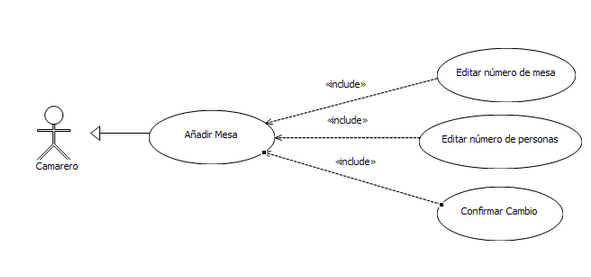 Editar número de mesa
«include»
«include»
Añadir Mesa
Editar número de personas
Camarero
«include»
Confirmar Cambio